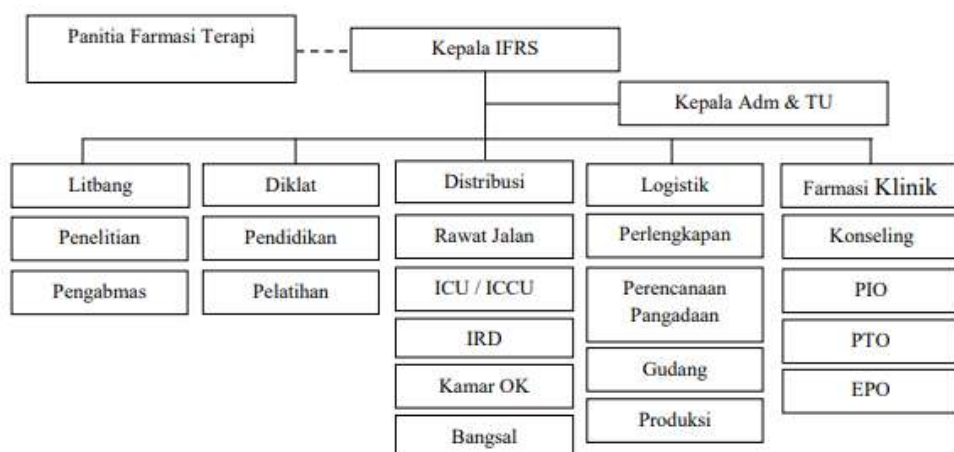 Panitia Farmasi Terapi
Kepala IFRS
Kepala Adm & TU
Litbang
Diklat
Distribusi
Logistik
Farmasi Klinik
Penelitian
Pendidikan
Rawat Jalan
Perlengkapan
Konseling
Pengabmas
Pelatihan
ICU / ICCU
Perencanaan
Pangadaan
PIO
IRD
PTO
Gudang
Kamar OK
EPO
Produksi
Bangsal